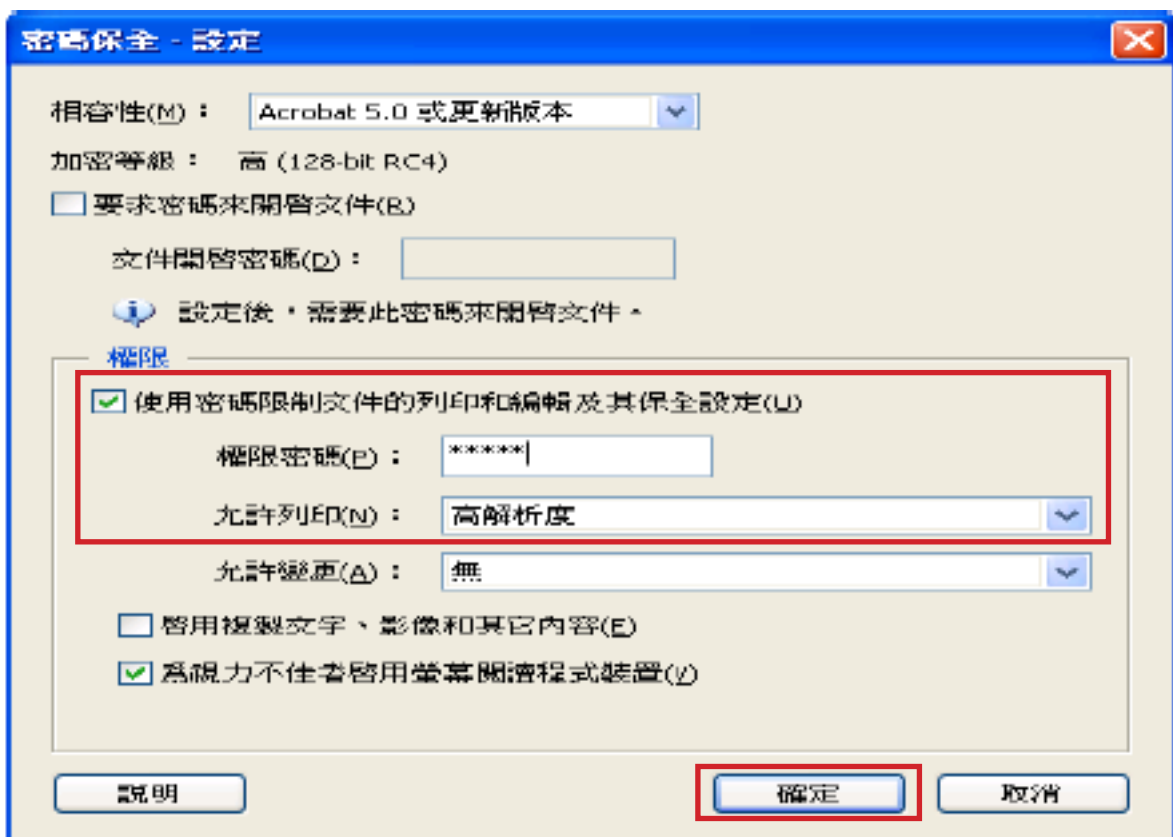 密碼保全 - 設定
相容性(M)： Acrobat 5.0 或更新版本
加密等級： 高 (128-bit RC4)
要求密碼來開啓文件(R)
文件開啓密碼(D)：
設定後，需要此密碼來開啓文件。
權限
使用密碼限制文件的列印和編輯及其保全設定(U)
權限密碼(P)： *****
允許列印(N)： 高解析度
允許變更(A)： 無
啓用複製文字、影像和其它內容(E)
爲視力不佳者啓用螢幕閱讀程式裝置(V)
說明 確定 取消